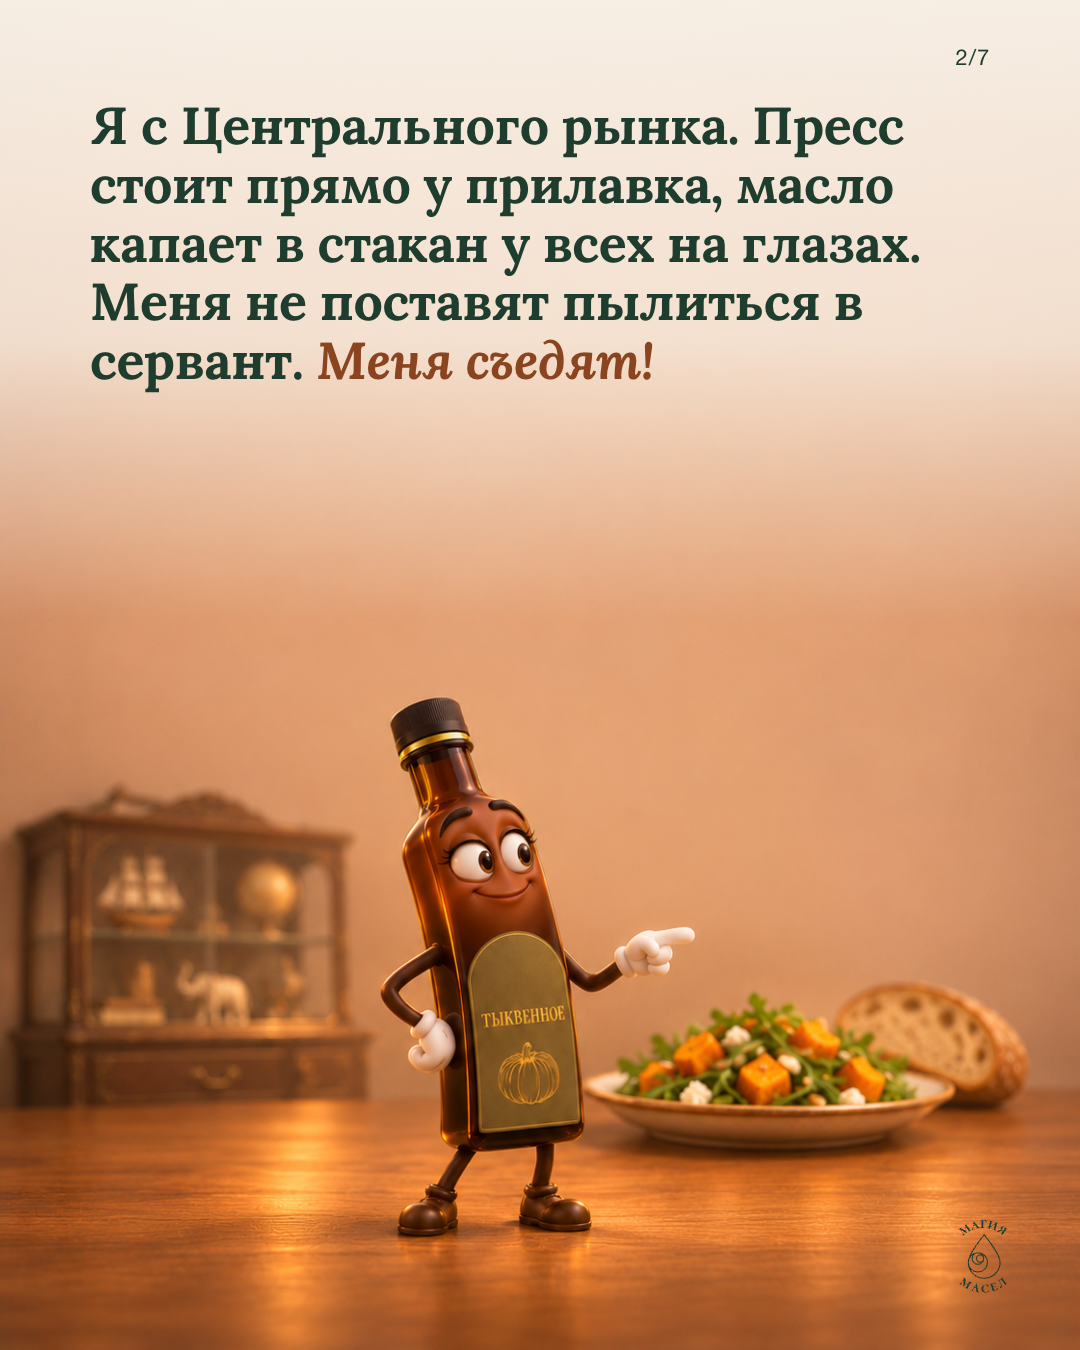 2/7
Я с Центрального рынка. Пресс
стоит прямо у прилавка, масло
капает в стакан у всех на глазах.
Меня не поставят пылиться в
сервант. Меня съедят!
ТЫКВЕННОЕ
МАГИЯ
МАСЕЛ